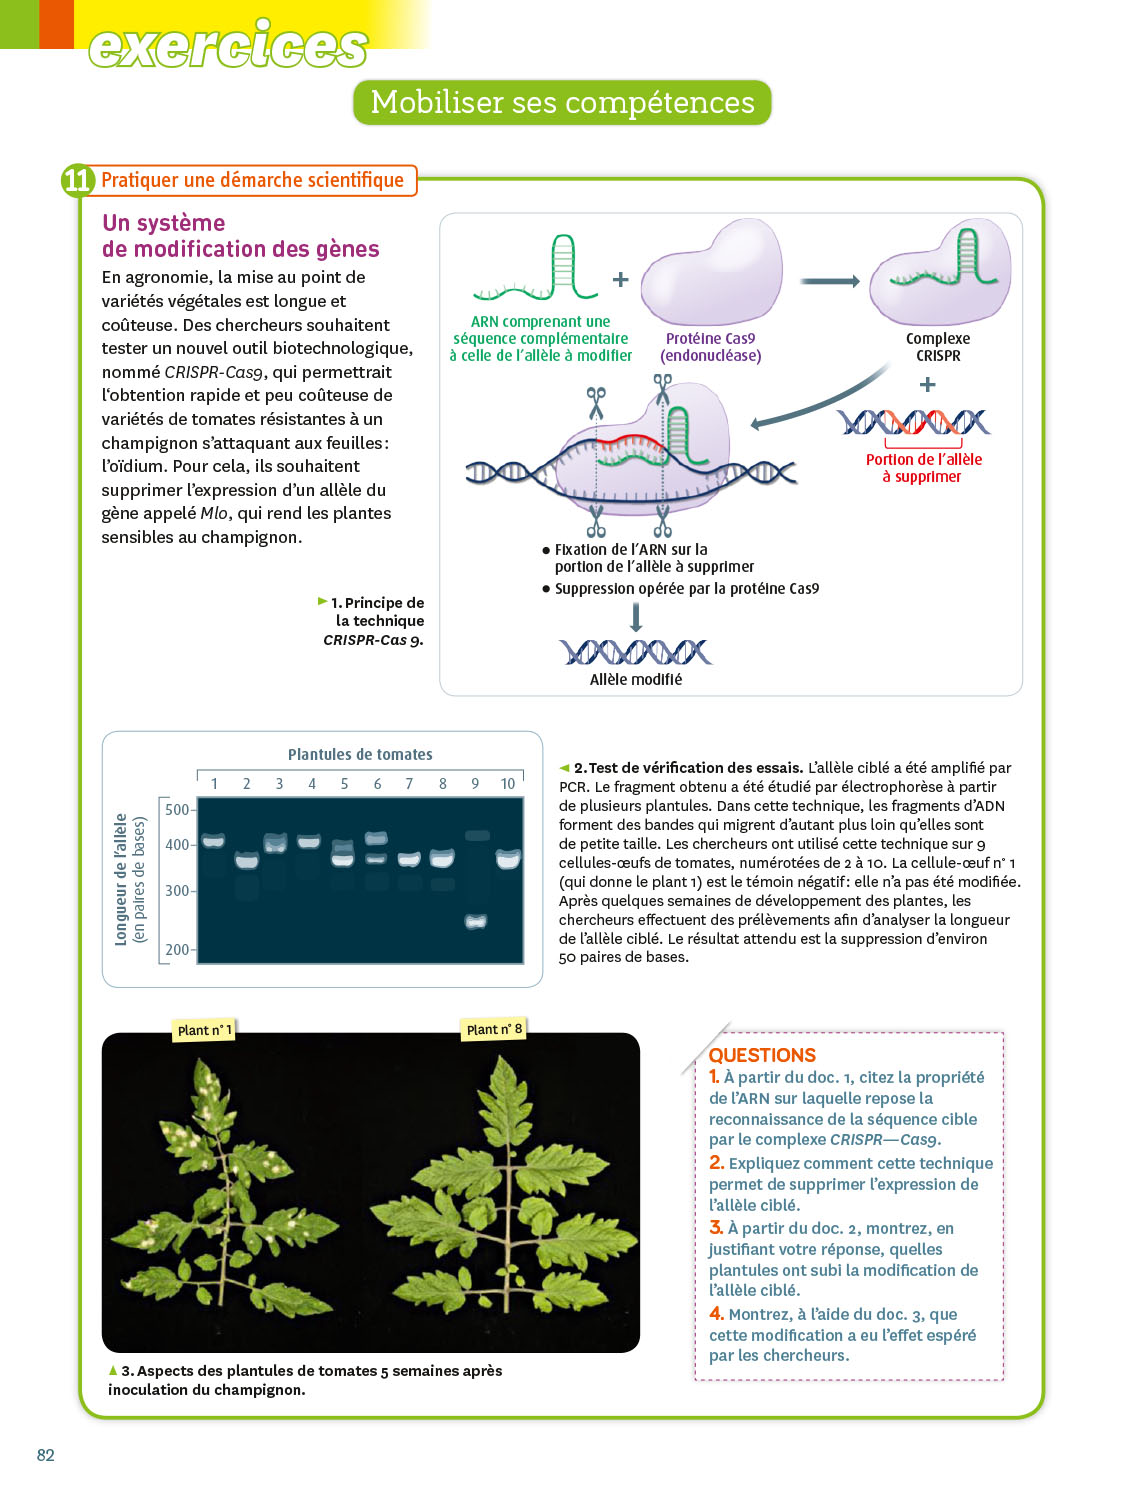 exercices
Mobiliser ses compétences
11 Pratiquer une démarche scientifique
Un système
de modification des gènes
En agronomie, la mise au point de
variétés végétales est longue et
coûteuse. Des chercheurs souhaitent
tester un nouvel outil biotechnologique,
nommé CRISPR-Cas9, qui permettrait
l‘obtention rapide et peu coûteuse de
variétés de tomates résistantes à un
champignon s’attaquant aux feuilles :
l’oïdium. Pour cela, ils souhaitent
supprimer l’expression d’un allèle du
gène appelé Mlo, qui rend les plantes
sensibles au champignon.
► 1. Principe de
la technique
CRISPR-Cas 9.
+
ARN comprenant une
séquence complémentaire
à celle de l’allèle à modifier
Protéine Cas9
(endonucléase)
Complexe
CRISPR
+
Portion de l’allèle
à supprimer
• Fixation de l’ARN sur la
portion de l’allèle à supprimer
• Suppression opérée par la protéine Cas9
Allèle modifié
Plantules de tomates
1 2 3 4 5 6 7 8 9 10
Longueur de l’allèle
(en paires de bases)
500
400
300
200
◄ 2. Test de vérification des essais. L’allèle ciblé a été amplifié par
PCR. Le fragment obtenu a été étudié par électrophorèse à partir
de plusieurs plantules. Dans cette technique, les fragments d’ADN
forment des bandes qui migrent d’autant plus loin qu’elles sont
de petite taille. Les chercheurs ont utilisé cette technique sur 9
cellules-œufs de tomates, numérotées de 2 à 10. La cellule-œuf n° 1
(qui donne le plant 1) est le témoin négatif : elle n’a pas été modifiée.
Après quelques semaines de développement des plantes, les
chercheurs effectuent des prélèvements afin d’analyser la longueur
de l’allèle ciblé. Le résultat attendu est la suppression d’environ
50 paires de bases.
Plant n° 1
Plant n° 8
▲ 3. Aspects des plantules de tomates 5 semaines après
inoculation du champignon.
QUESTIONS
1. À partir du doc. 1, citez la propriété
de l’ARN sur laquelle repose la
reconnaissance de la séquence cible
par le complexe CRISPR—Cas9.
2. Expliquez comment cette technique
permet de supprimer l’expression de
l’allèle ciblé.
3. À partir du doc. 2, montrez, en
justifiant votre réponse, quelles
plantules ont subi la modification de
l’allèle ciblé.
4. Montrez, à l’aide du doc. 3, que
cette modification a eu l’effet espéré
par les chercheurs.
82